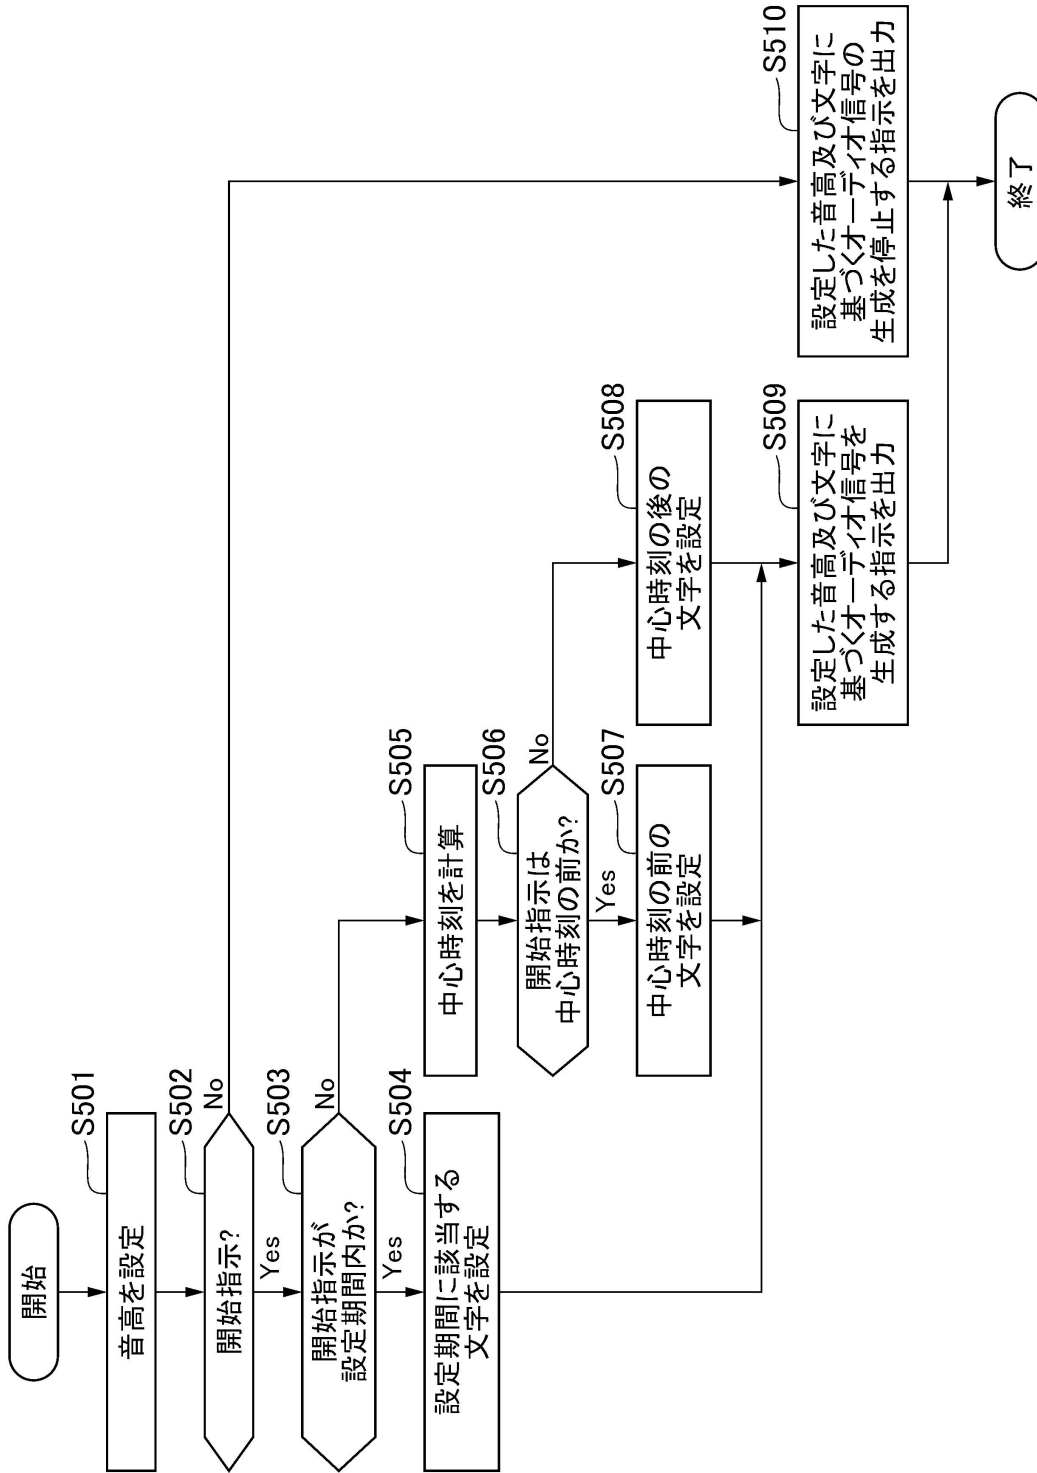 開始
S501
音高を設定
S502
開始指示?
No
Yes
S503
開始指示が
設定期間内か?
No
Yes
S504
設定期間に該当する
文字を設定
S505
中心時刻を計算
S506
開始指示は
中心時刻の前か?
No
Yes
S507
中心時刻の前の
文字を設定
S508
中心時刻の後の
文字を設定
S509
設定した音高及び文字に
基づくオーディオ信号を
生成する指示を出力
S510
設定した音高及び文字に
基づくオーディオ信号の
生成を停止する指示を出力
終了